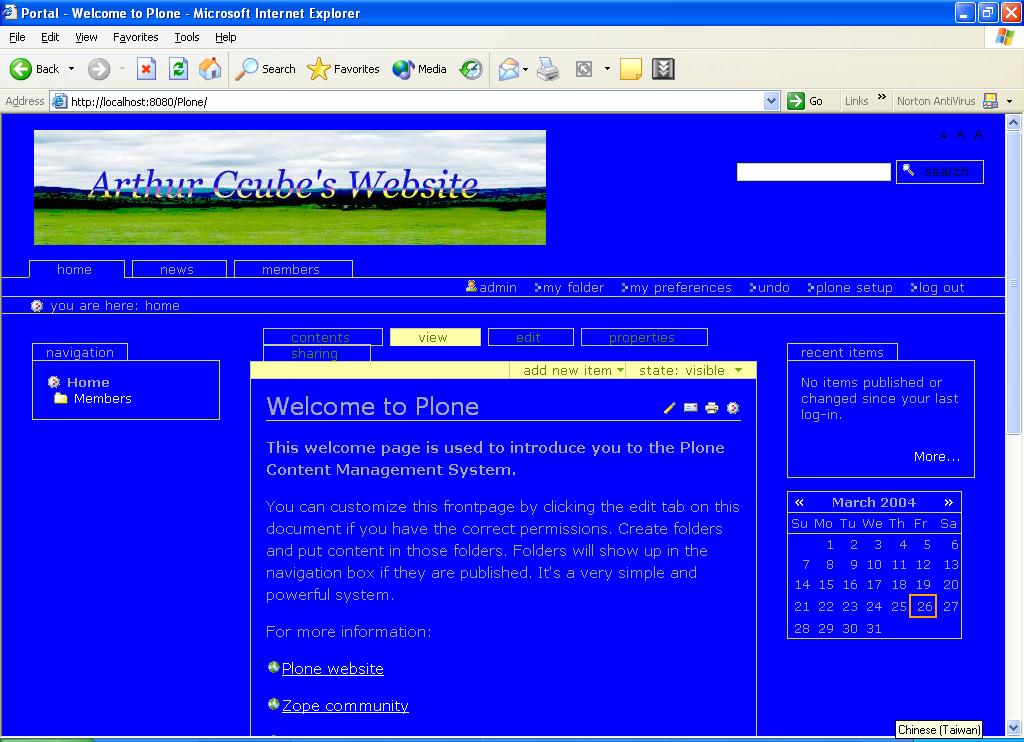 Portal - Welcome to Plone - Microsoft Internet Explorer
File Edit View Favorites Tools Help
Back Search Favorites Media
Address http://localhost:8080/Plone/ Go Links » Norton AntiVirus
A A A
Arthur Ccube's Website
search
home news members
admin my folder my preferences undo plone setup log out
you are here: home
navigation
Home
Members
contents view edit properties
sharing
add new item state: visible
Welcome to Plone
This welcome page is used to introduce you to the Plone
Content Management System.
You can customize this frontpage by clicking the edit tab on this
document if you have the correct permissions. Create folders
and put content in those folders. Folders will show up in the
navigation box if they are published. It's a very simple and
powerful system.
For more information:
Plone website
Zope community
recent items
No items published or
changed since your last
log-in.
More...
« March 2004 »
Su Mo Tu We Th Fr Sa
1 2 3 4 5 6
7 8 9 10 11 12 13
14 15 16 17 18 19 20
21 22 23 24 25 26 27
28 29 30 31
Chinese (Taiwan)